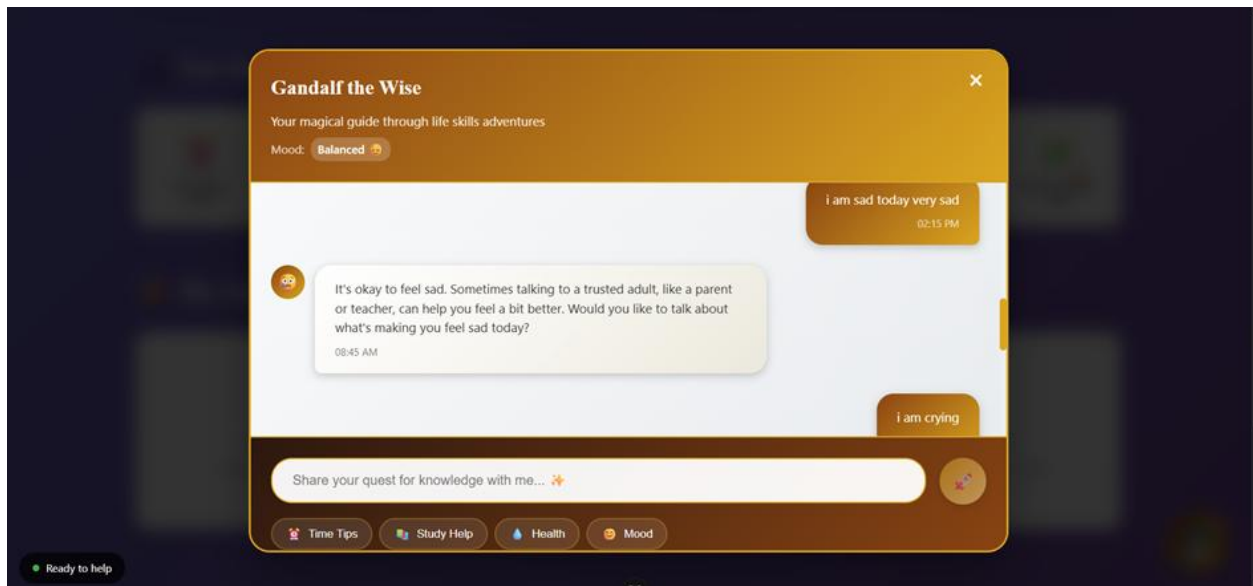 Gandalf the Wise
Your magical guide through life skills adventures
Mood: Balanced
i am sad today very sad
02:15 PM
It's okay to feel sad. Sometimes talking to a trusted adult, like a parent
or teacher, can help you feel a bit better. Would you like to talk about
what's making you feel sad today?
08:45 AM
i am crying
Share your quest for knowledge with me... ✨
Time Tips
Study Help
Health
Mood
Ready to help